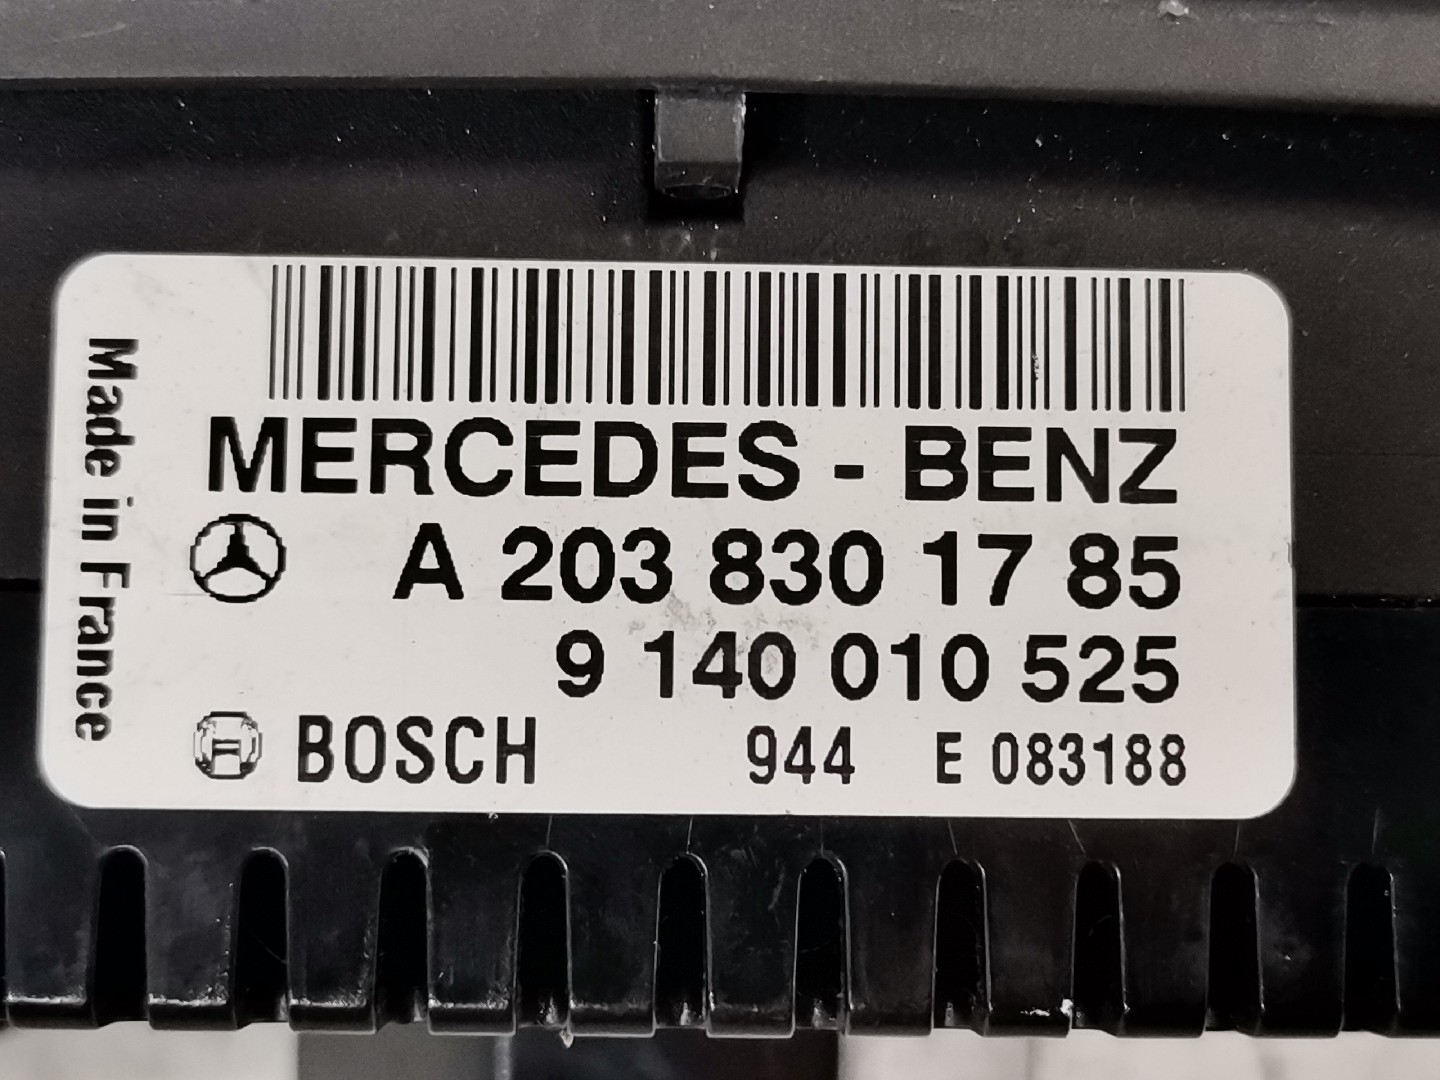 Made in France
MERCEDES - BENZ
A 203 830 17 85
9 140 010 525
BOSCH 944 E 083188